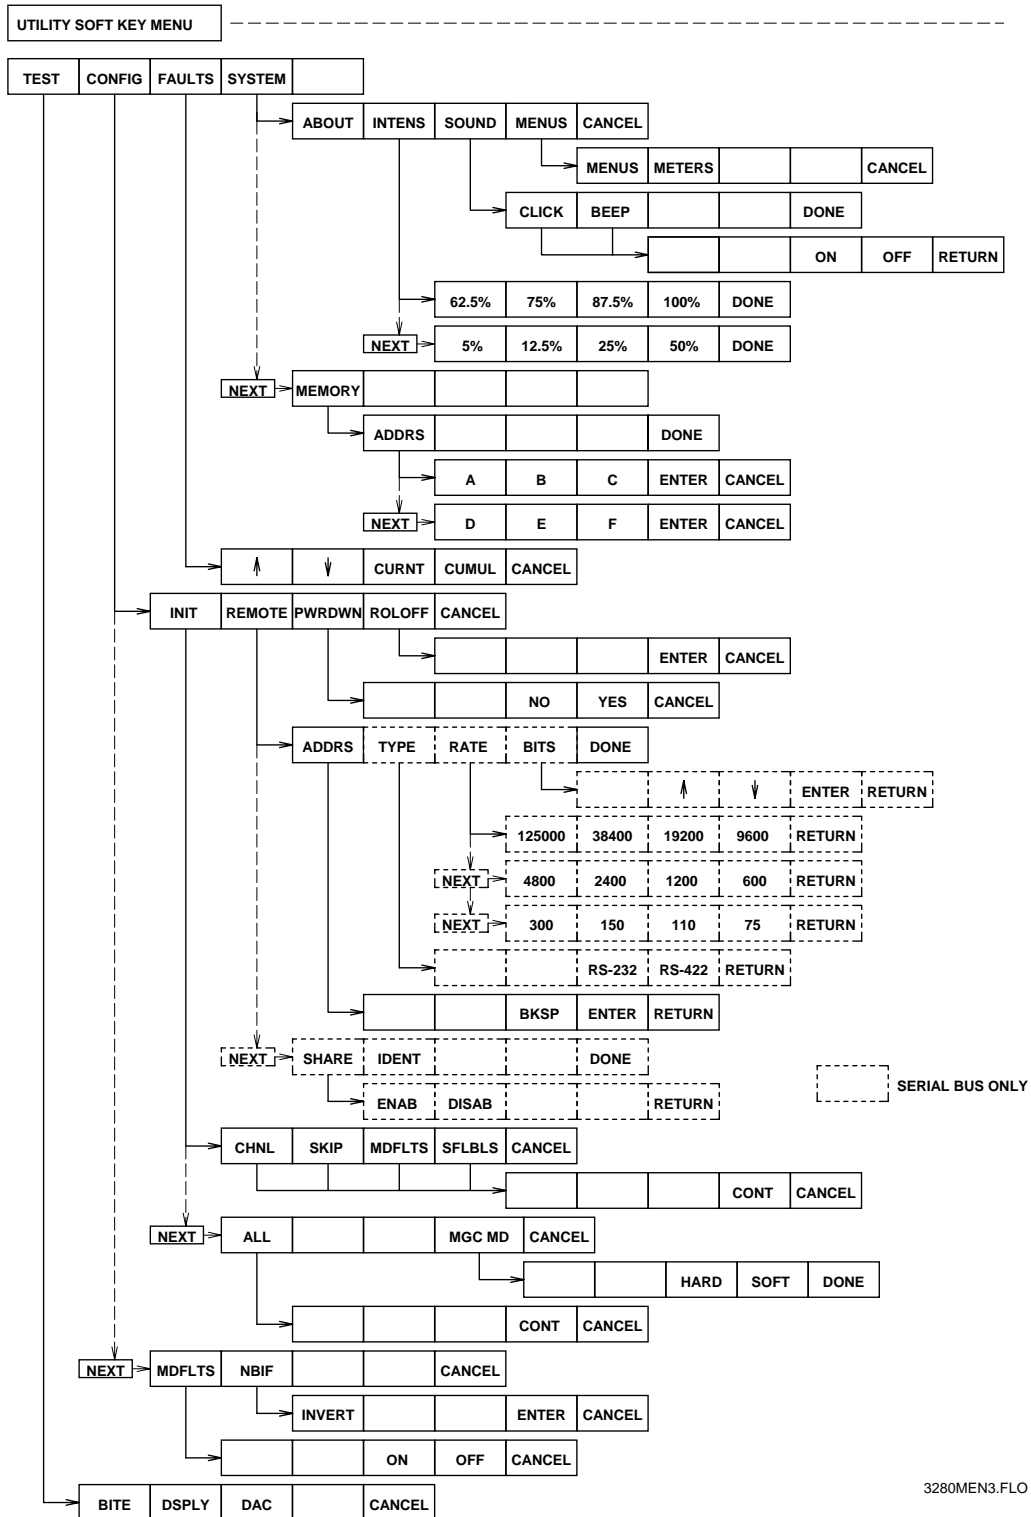 UTILITY SOFT KEY MENU
TEST CONFIG FAULTS SYSTEM
ABOUT INTENS SOUND MENUS CANCEL
MENUS METERS CANCEL
CLICK BEEP DONE
ON OFF RETURN
62.5% 75% 87.5% 100% DONE
NEXT 5% 12.5% 25% 50% DONE
NEXT MEMORY
ADDRS DONE
A B C ENTER CANCEL
NEXT D E F ENTER CANCEL
CURNT CUMUL CANCEL
INIT REMOTE PWRDWN ROLOFF CANCEL
ENTER CANCEL
NO YES CANCEL
ADDRS TYPE RATE BITS DONE
ENTER RETURN
125000 38400 19200 9600 RETURN
NEXT 4800 2400 1200 600 RETURN
NEXT 300 150 110 75 RETURN
RS-232 RS-422 RETURN
BKSP ENTER RETURN
NEXT SHARE IDENT DONE
SERIAL BUS ONLY
ENAB DISAB RETURN
CHNL SKIP MDFLTS SFLBLS CANCEL
CONT CANCEL
NEXT ALL MGC MD CANCEL
HARD SOFT DONE
CONT CANCEL
NEXT MDFLTS NBIF CANCEL
INVERT ENTER CANCEL
ON OFF CANCEL
3280MEN3.FLO
BITE DSPLY DAC CANCEL